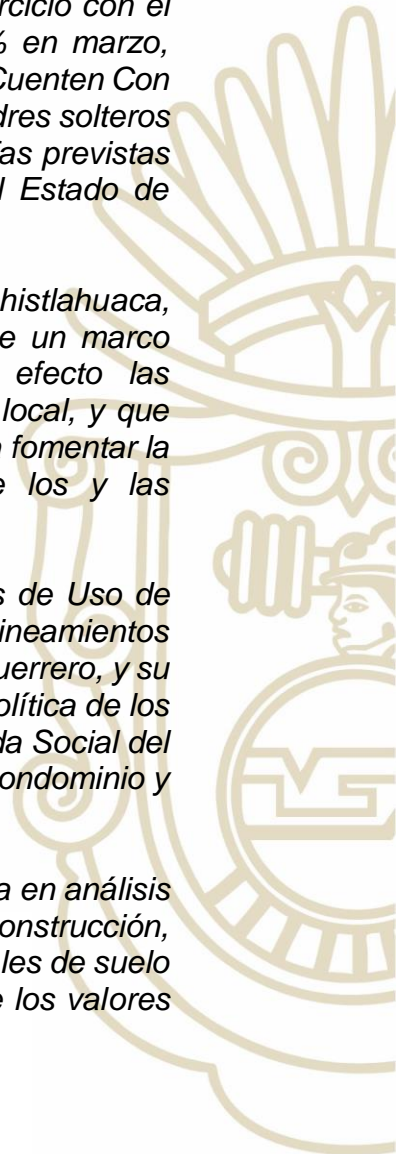 rcicio con el
% en marzo,
Cuenten Con
dres solteros
ías previstas
l Estado de
histlahuaca,
e un marco
efecto las
local, y que
fomentar la
e los y las
s de Uso de
ineamientos
uerrero, y su
olítica de los
da Social del
ondominio y
a en análisis
onstrucción,
les de suelo
e los valores